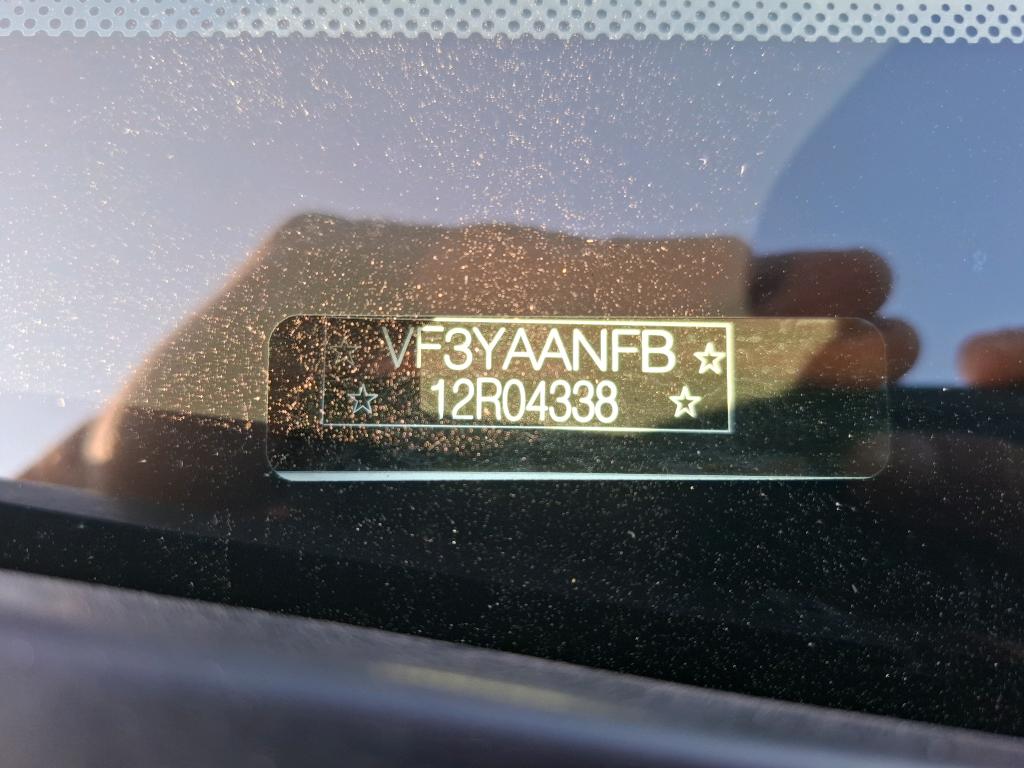 ☆ VF3YAANFB ☆
☆ 12R04338 ☆